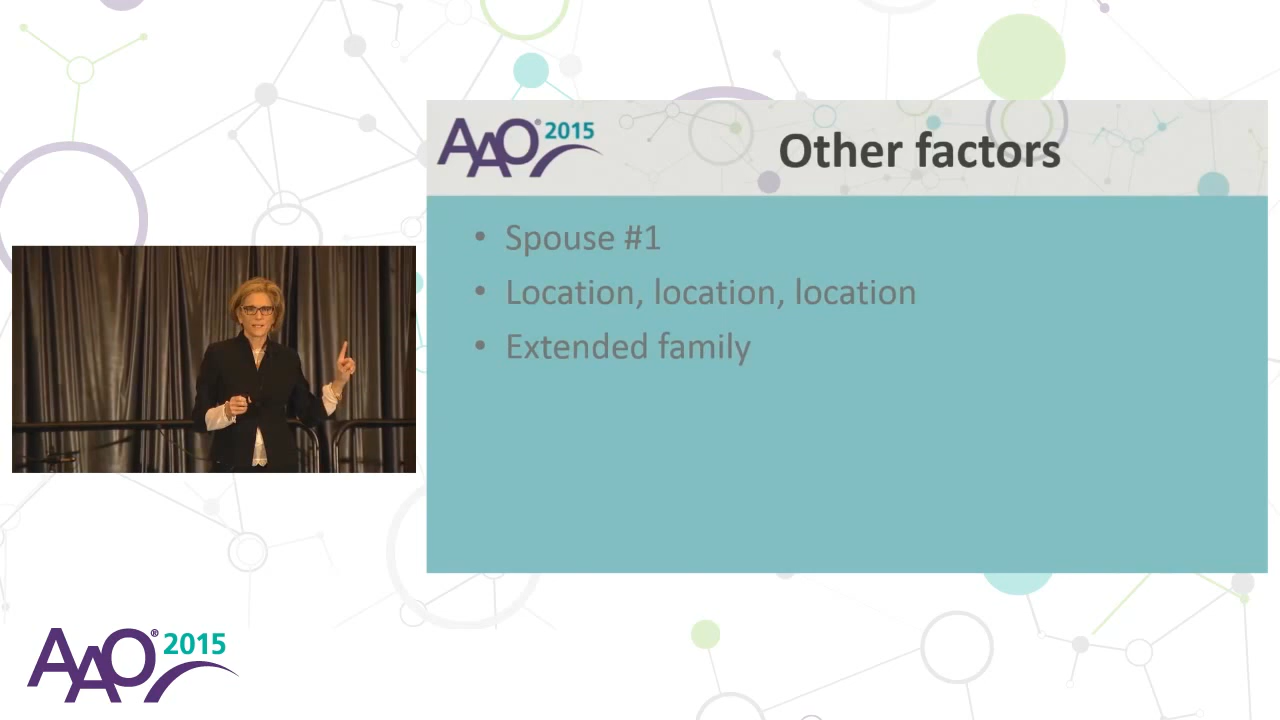 AAO® 2015
Other factors
• Spouse #1
• Location, location, location
• Extended family
AAO® 2015